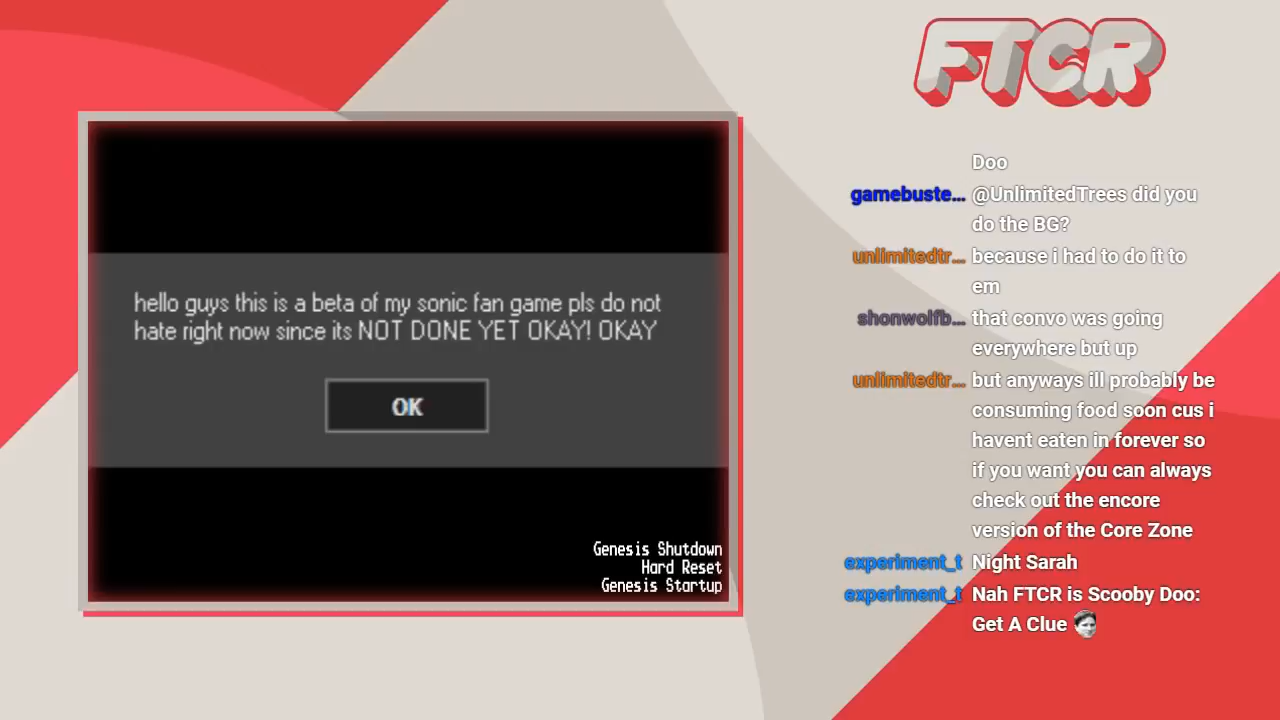 FTCR
Doo
gamebuste... @UnlimitedTrees did you
do the BG?
unlimitedtr... because i had to do it to
em
shonwolfb... that convo was going
everywhere but up
unlimitedtr... but anyways ill probably be
consuming food soon cus i
havent eaten in forever so
if you want you can always
check out the encore
version of the Core Zone
experiment_t Night Sarah
experiment_t Nah FTCR is Scooby Doo:
Get A Clue
hello guys this is a beta of my sonic fan game pls do not
hate right now since its NOT DONE YET OKAY! OKAY
OK
Genesis Shutdown
Hard Reset
Genesis Startup